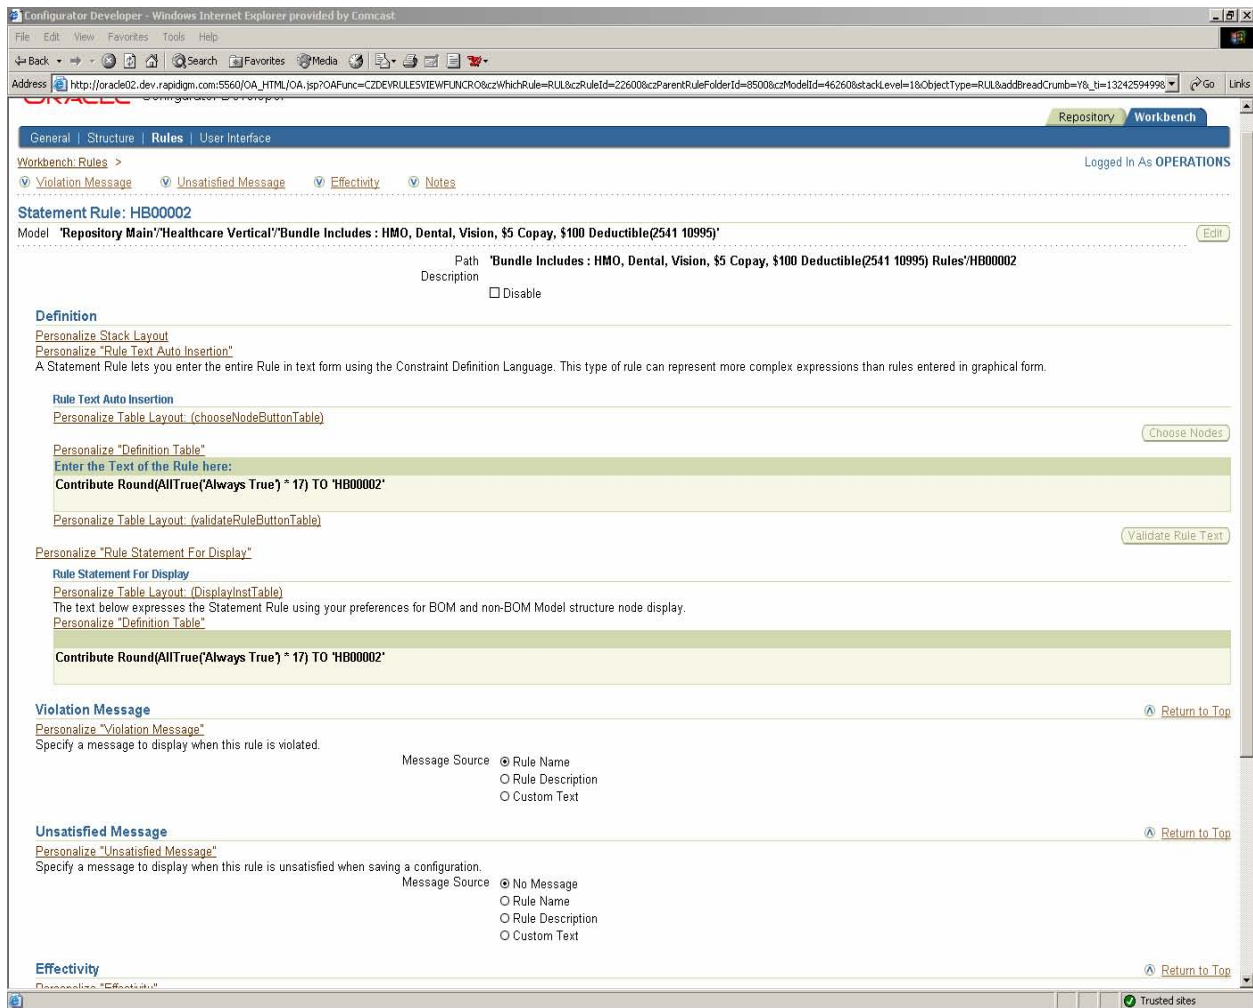 Configurator Developer - Windows Internet Explorer provided by Comcast
File Edit View Favorites Tools Help
Back Search Favorites Media
Address http://oracle02.dev.rapidigm.com:5560/OA_HTML/OA.jsp?OAFunc=CZDEVRULESVIEWFUNCRO&czWhichRule=RUL&czRuleId=22600&czParentRuleFolderId=8500&czModelId=46260&stackLevel=1&ObjectType=RUL&addBreadCrumb=Y&_ti=1324259499& Go Links
ORACLE Configurator Developer
Repository Workbench
General | Structure | Rules | User Interface
Workbench: Rules >
Logged In As OPERATIONS
Violation Message Unsatisfied Message Effectivity Notes
Statement Rule: HB00002
Model 'Repository Main'/'Healthcare Vertical'/'Bundle Includes : HMO, Dental, Vision, $5 Copay, $100 Deductible(2541 10995)' Edit
Path 'Bundle Includes : HMO, Dental, Vision, $5 Copay, $100 Deductible(2541 10995) Rules'/HB00002
Description
Disable
Definition
Personalize Stack Layout
Personalize "Rule Text Auto Insertion"
A Statement Rule lets you enter the entire Rule in text form using the Constraint Definition Language. This type of rule can represent more complex expressions than rules entered in graphical form.
Rule Text Auto Insertion
Personalize Table Layout: (chooseNodeButtonTable)
Choose Nodes
Personalize "Definition Table"
Enter the Text of the Rule here:
Contribute Round(AllTrue('Always True') * 17) TO 'HB00002'
Personalize Table Layout: (validateRuleButtonTable)
Validate Rule Text
Personalize "Rule Statement For Display"
Rule Statement For Display
Personalize Table Layout: (DisplayInstTable)
The text below expresses the Statement Rule using your preferences for BOM and non-BOM Model structure node display.
Personalize "Definition Table"
Contribute Round(AllTrue('Always True') * 17) TO 'HB00002'
Violation Message Return to Top
Personalize "Violation Message"
Specify a message to display when this rule is violated.
Message Source Rule Name
Rule Description
Custom Text
Unsatisfied Message Return to Top
Personalize "Unsatisfied Message"
Specify a message to display when this rule is unsatisfied when saving a configuration.
Message Source No Message
Rule Name
Rule Description
Custom Text
Effectivity Return to Top
Personalize "Effectivity"
Trusted sites